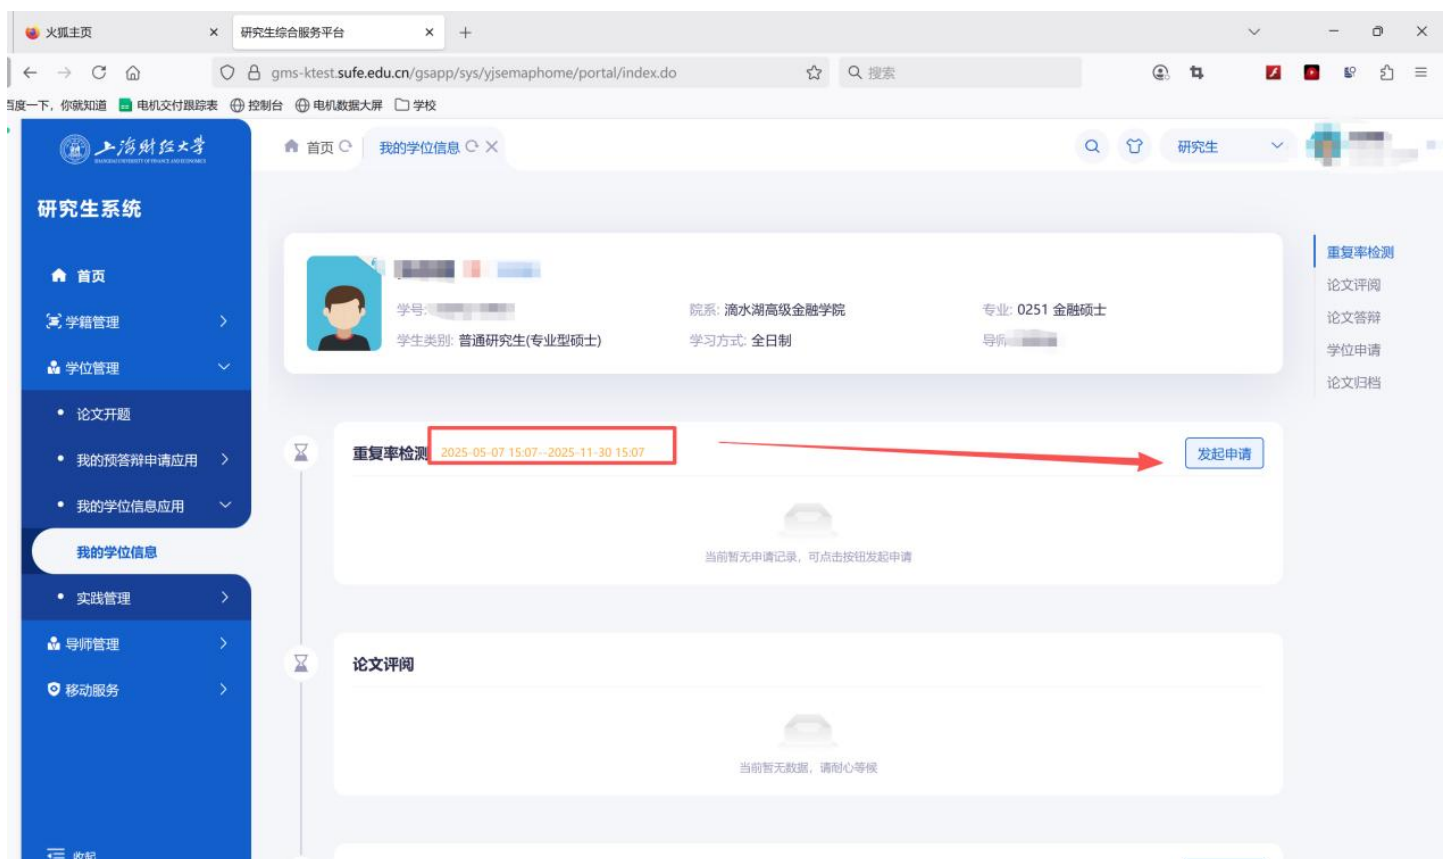 火狐主页
研究生综合服务平台
gms-ktest.sufe.edu.cn/gsapp/sys/yjsemaphome/portal/index.do
搜索
百度一下，你就知道 电机交付跟踪表 控制台 电机数据大屏 学校
上海财经大学
SHANGHAI UNIVERSITY OF FINANCE AND ECONOMICS
首页 我的学位信息
研究生
研究生系统
首页
学籍管理
学位管理
论文开题
我的预答辩申请应用
我的学位信息应用
我的学位信息
实践管理
导师管理
移动服务
收起
学号:
院系: 滴水湖高级金融学院
专业: 0251 金融硕士
学生类别: 普通研究生(专业型硕士)
学习方式: 全日制
重复率检测 2025-05-07 15:07--2025-11-30 15:07
发起申请
当前暂无申请记录，可点击按钮发起申请
论文评阅
当前暂无数据，请耐心等候
重复率检测
论文评阅
论文答辩
学位申请
论文归档